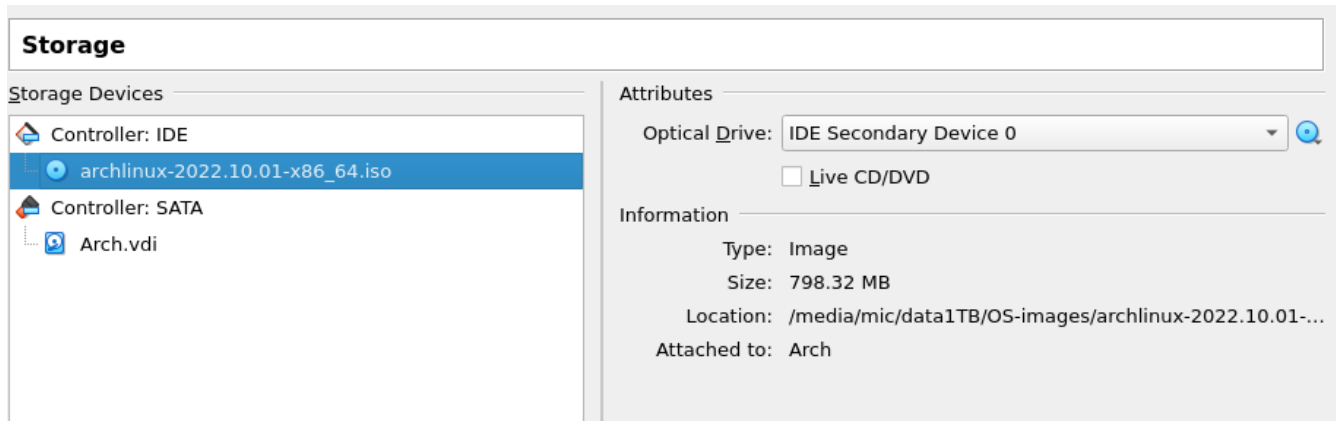 Storage
Storage Devices
Controller: IDE
archlinux-2022.10.01-x86_64.iso
Controller: SATA
Arch.vdi
Attributes
Optical Drive: IDE Secondary Device 0
Live CD/DVD
Information
Type: Image
Size: 798.32 MB
Location: /media/mic/data1TB/OS-images/archlinux-2022.10.01-...
Attached to: Arch